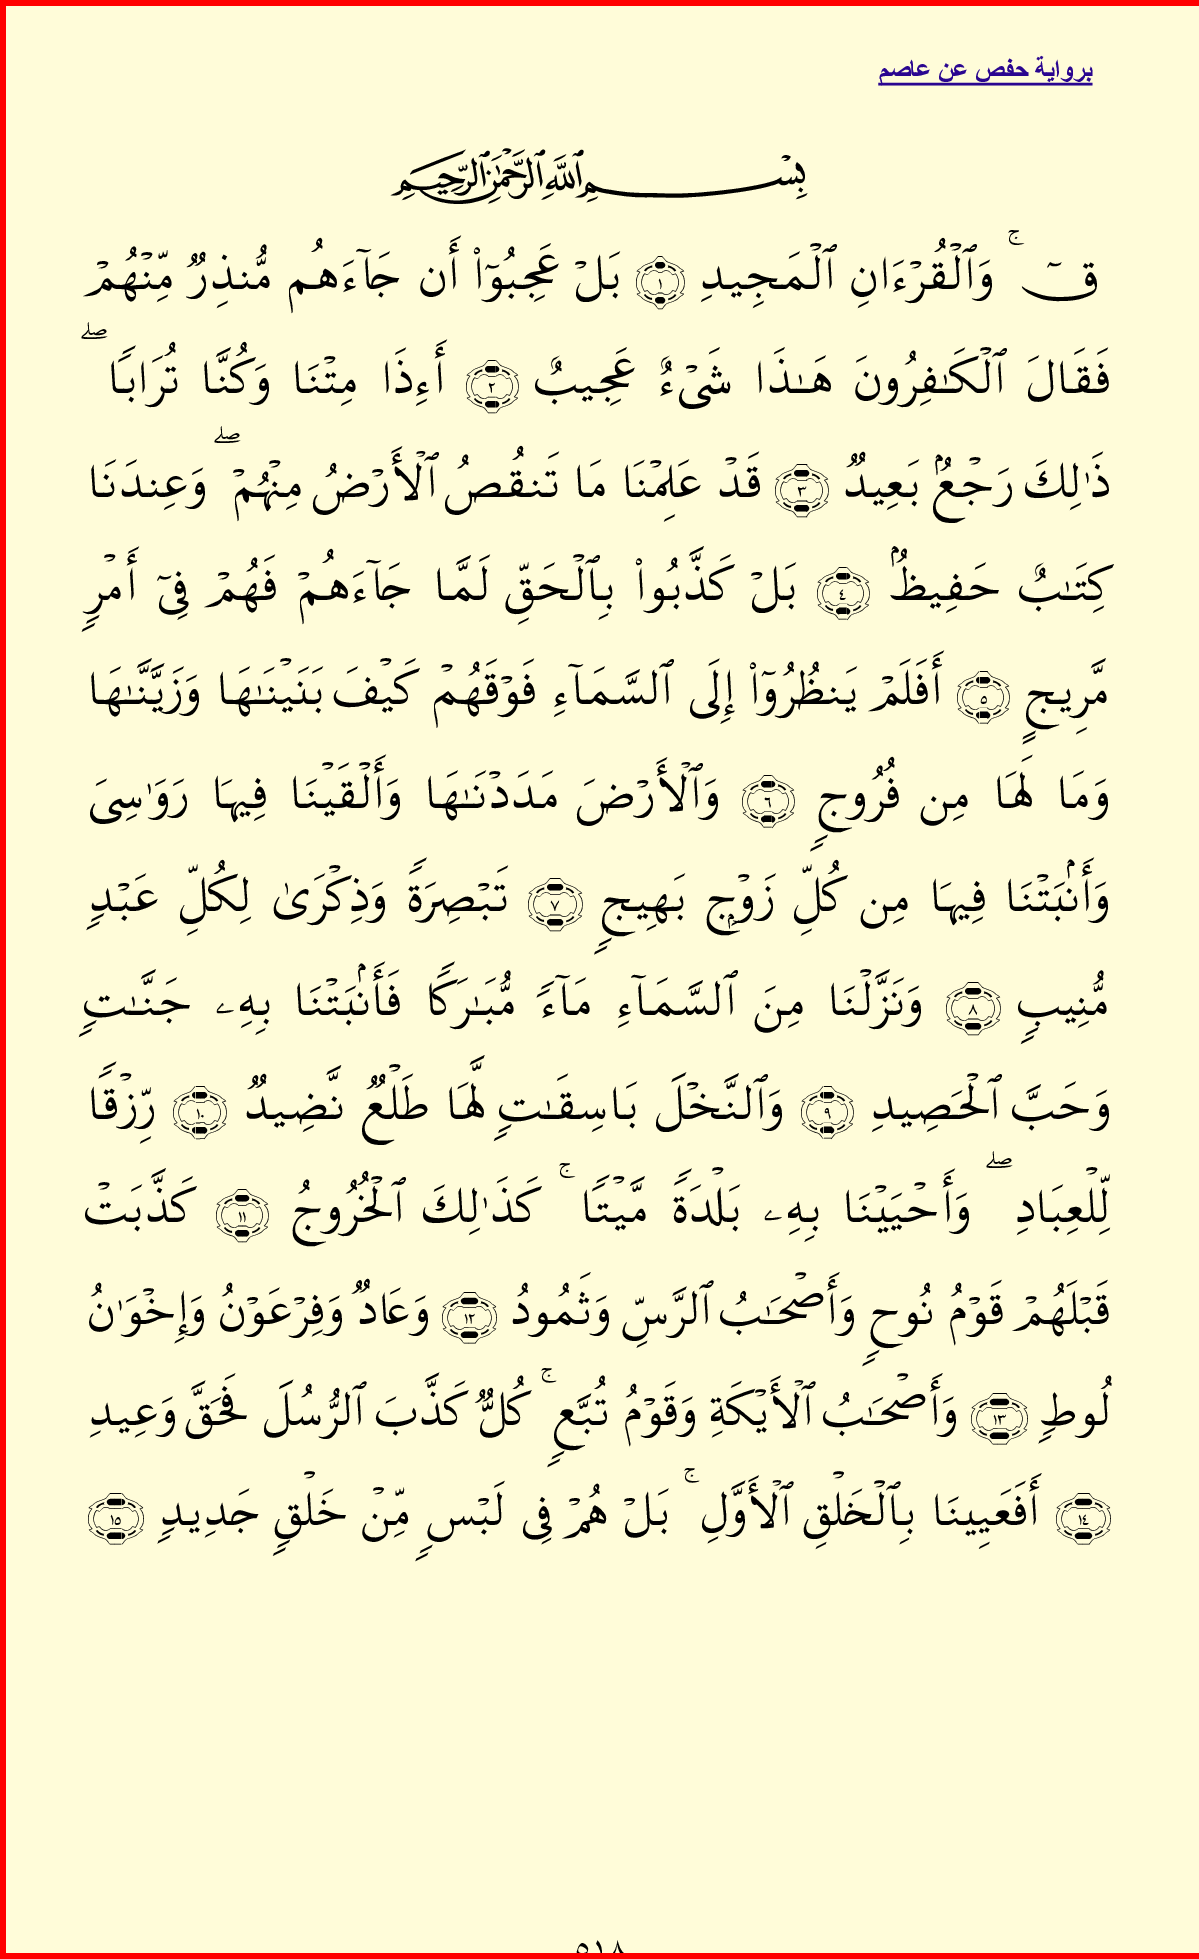 برواية حفص عن عاصم
بِسْمِ ٱللَّهِ ٱلرَّحْمَٰنِ ٱلرَّحِيمِ
قٓ ۚ وَٱلْقُرْءَانِ ٱلْمَجِيدِ ١ بَلْ عَجِبُوٓا۟ أَن جَآءَهُم مُّنذِرٌ مِّنْهُمْ
فَقَالَ ٱلْكَـٰفِرُونَ هَـٰذَا شَىْءٌ عَجِيبٌ ٢ أَءِذَا مِتْنَا وَكُنَّا تُرَابًا ۖ
ذَٰلِكَ رَجْعٌۢ بَعِيدٌ ٣ قَدْ عَلِمْنَا مَا تَنقُصُ ٱلْأَرْضُ مِنْهُمْ ۖ وَعِندَنَا
كِتَـٰبٌ حَفِيظٌۢ ٤ بَلْ كَذَّبُوا۟ بِٱلْحَقِّ لَمَّا جَآءَهُمْ فَهُمْ فِىٓ أَمْرٍ
مَّرِيجٍ ٥ أَفَلَمْ يَنظُرُوٓا۟ إِلَى ٱلسَّمَآءِ فَوْقَهُمْ كَيْفَ بَنَيْنَـٰهَا وَزَيَّنَّـٰهَا
وَمَا لَهَا مِن فُرُوجٍ ٦ وَٱلْأَرْضَ مَدَدْنَـٰهَا وَأَلْقَيْنَا فِيهَا رَوَٰسِىَ
وَأَنۢبَتْنَا فِيهَا مِن كُلِّ زَوْجٍۭ بَهِيجٍ ٧ تَبْصِرَةً وَذِكْرَىٰ لِكُلِّ عَبْدٍ
مُّنِيبٍ ٨ وَنَزَّلْنَا مِنَ ٱلسَّمَآءِ مَآءً مُّبَـٰرَكًا فَأَنۢبَتْنَا بِهِۦ جَنَّـٰتٍ
وَحَبَّ ٱلْحَصِيدِ ٩ وَٱلنَّخْلَ بَاسِقَـٰتٍ لَّهَا طَلْعٌ نَّضِيدٌ ١٠ رِّزْقًا
لِّلْعِبَادِ ۖ وَأَحْيَيْنَا بِهِۦ بَلْدَةً مَّيْتًا ۚ كَذَٰلِكَ ٱلْخُرُوجُ ١١ كَذَّبَتْ
قَبْلَهُمْ قَوْمُ نُوحٍ وَأَصْحَـٰبُ ٱلرَّسِّ وَثَمُودُ ١٢ وَعَادٌ وَفِرْعَوْنُ وَإِخْوَٰنُ
لُوطٍ ١٣ وَأَصْحَـٰبُ ٱلْأَيْكَةِ وَقَوْمُ تُبَّعٍ ۚ كُلٌّ كَذَّبَ ٱلرُّسُلَ فَحَقَّ وَعِيدِ
١٤ أَفَعَيِينَا بِٱلْخَلْقِ ٱلْأَوَّلِ ۚ بَلْ هُمْ فِى لَبْسٍ مِّنْ خَلْقٍ جَدِيدٍ ١٥
٥١٨